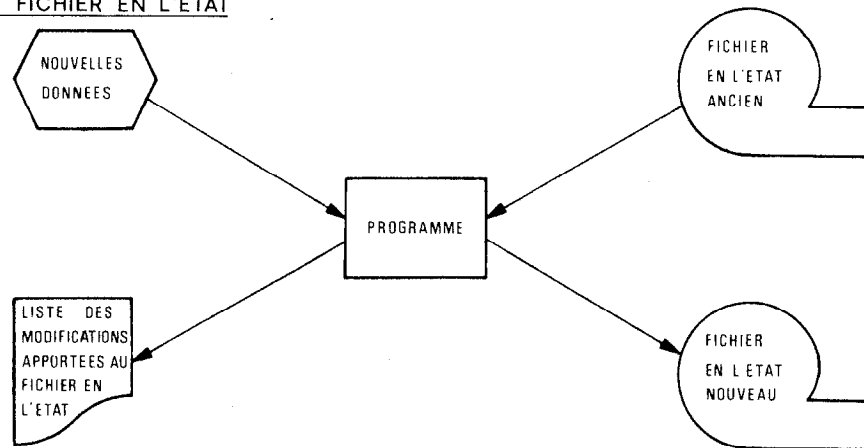 FICHIER EN L'ETAT
NOUVELLES
DONNEES
FICHIER
EN L'ETAT
ANCIEN
PROGRAMME
LISTE DES
MODIFICATIONS
APPORTEES AU
FICHIER EN
L'ETAT
FICHIER
EN L ETAT
NOUVEAU